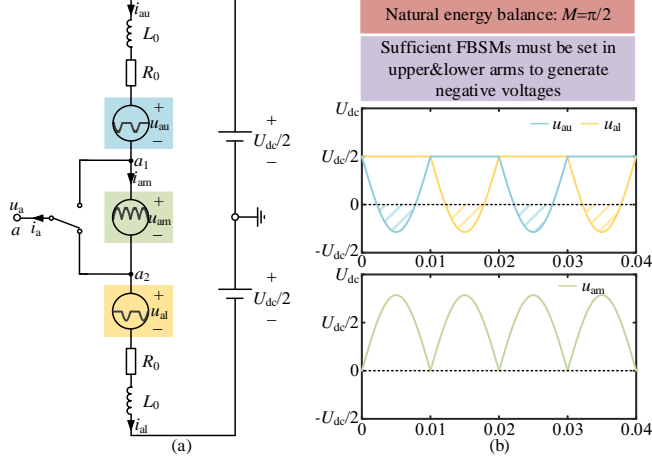 i_au
L_0
R_0
+
u_au
−
a_1
i_am
+
u_am
−
u_a
a
i_a
a_2
+
u_al
−
R_0
L_0
i_al
+
U_dc/2
−
+
U_dc/2
−
(a)
Natural energy balance: M=π/2
Sufficient FBSMs must be set in
upper&lower arms to generate
negative voltages
U_dc
U_dc/2
0
-U_dc/2
u_au u_al
0 0.01 0.02 0.03 0.04
U_dc
U_dc/2
0
-U_dc/2
u_am
0 0.01 0.02 0.03 0.04
(b)